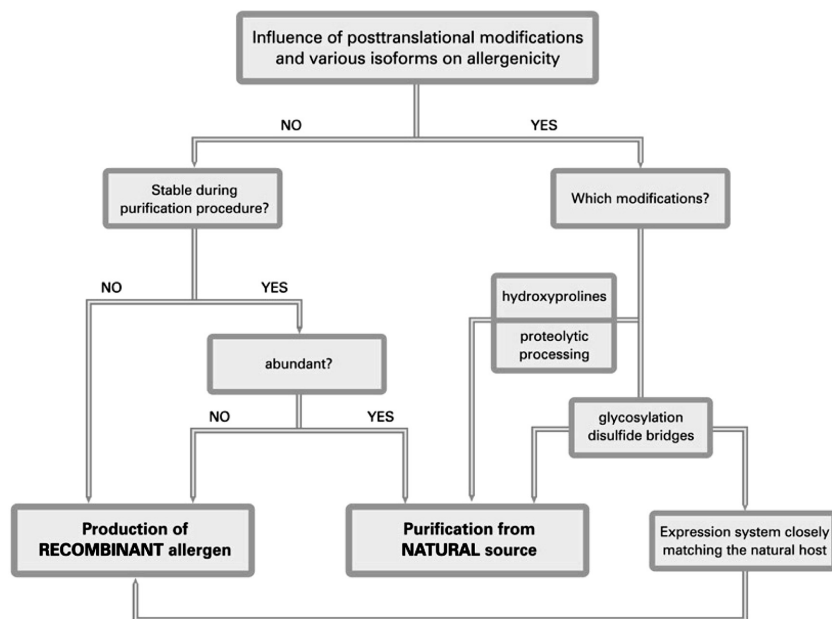 Influence of posttranslational modifications
and various isoforms on allergenicity
NO
YES
Stable during
purification procedure?
Which modifications?
NO
YES
hydroxyprolines
proteolytic
processing
abundant?
NO
YES
glycosylation
disulfide bridges
Production of
RECOMBINANT allergen
Purification from
NATURAL source
Expression system closely
matching the natural host